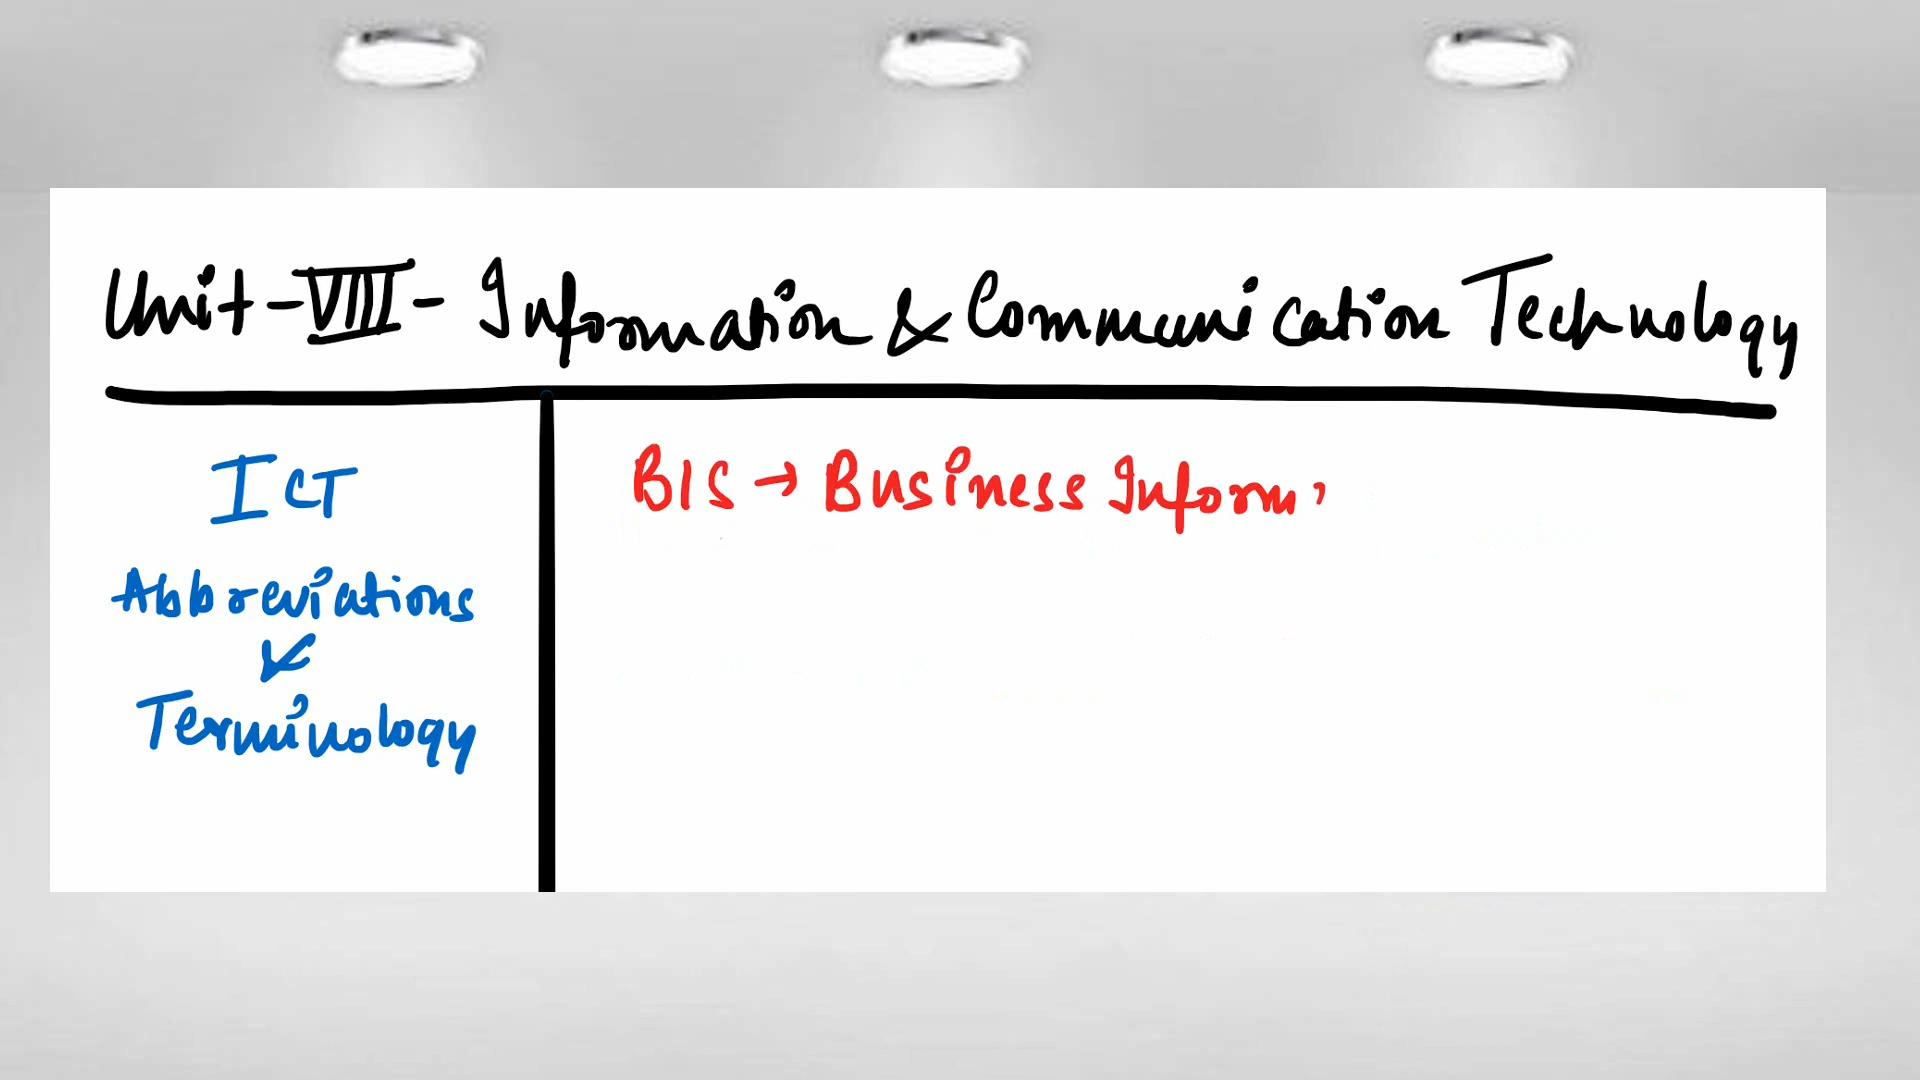 Unit-VIII- Information & Communication Technology
ICT
Abbreviations
&
Terminology
BIS → Business Inform